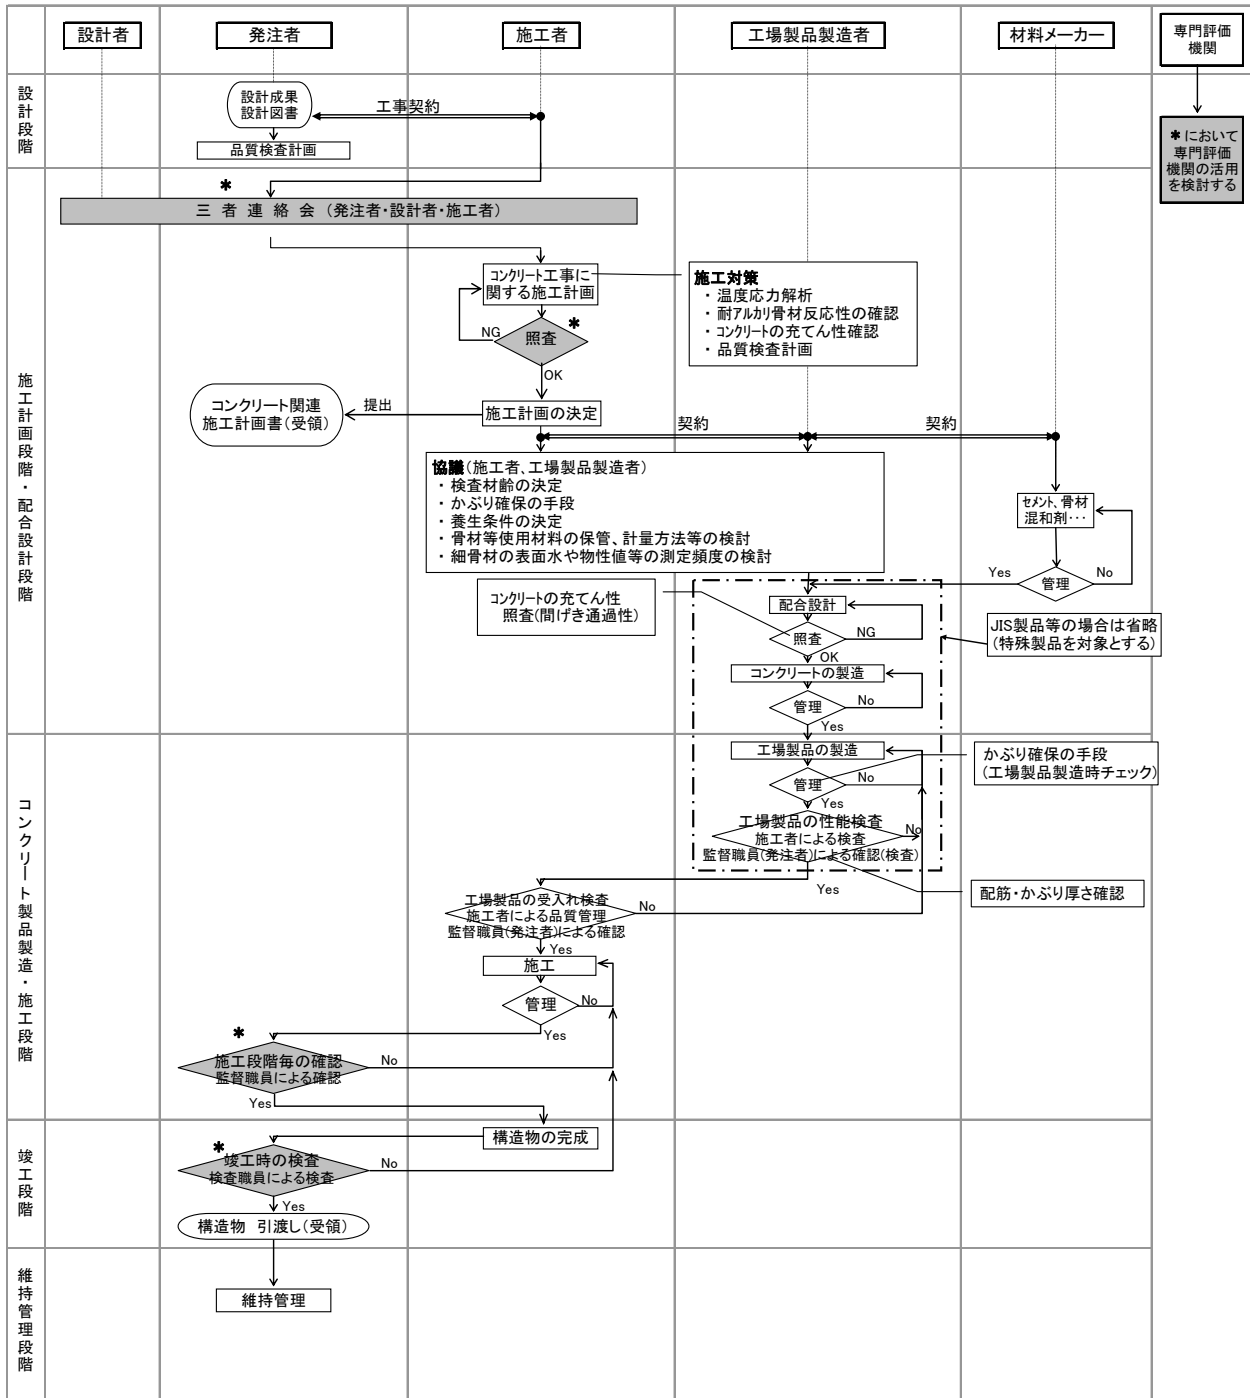 設計者
発注者
施工者
工場製品製造者
材料メーカー
専門評価
機関
設計段階
設計成果
設計図書
工事契約
品質検査計画
＊において
専門評価
機関の活用
を検討する
施工計画段階・配合設計段階
＊
三 者 連 絡 会 （発注者・設計者・施工者）
コンクリート工事に
関する施工計画
施工対策
・ 温度応力解析
・ 耐アルカリ骨材反応性の確認
・ コンクリートの充てん性確認
・ 品質検査計画
NG
照査
＊
OK
コンクリート関連
施工計画書（受領）
提出
施工計画の決定
契約
契約
協議（施工者、工場製品製造者）
・ 検査材齢の決定
・ かぶり確保の手段
・ 養生条件の決定
・ 骨材等使用材料の保管、計量方法等の検討
・ 細骨材の表面水や物性値等の測定頻度の検討
セメント、骨材
混和剤・・・
Yes
管理
No
コンクリートの充てん性
照査（間げき通過性）
配合設計
照査
NG
OK
JIS製品等の場合は省略
（特殊製品を対象とする）
コンクリートの製造
管理
No
Yes
コンクリート製品製造・施工段階
工場製品の製造
管理
No
Yes
かぶり確保の手段
（工場製品製造時チェック）
工場製品の性能検査
施工者による検査
監督職員（発注者）による確認（検査）
No
Yes
配筋・かぶり厚さ確認
工場製品の受入れ検査
施工者による品質管理
監督職員（発注者）による確認
No
Yes
施工
管理
No
Yes
＊
施工段階毎の確認
監督職員による確認
No
Yes
竣工段階
構造物の完成
＊
竣工時の検査
検査職員による検査
No
Yes
構造物 引渡し（受領）
維持管理段階
維持管理